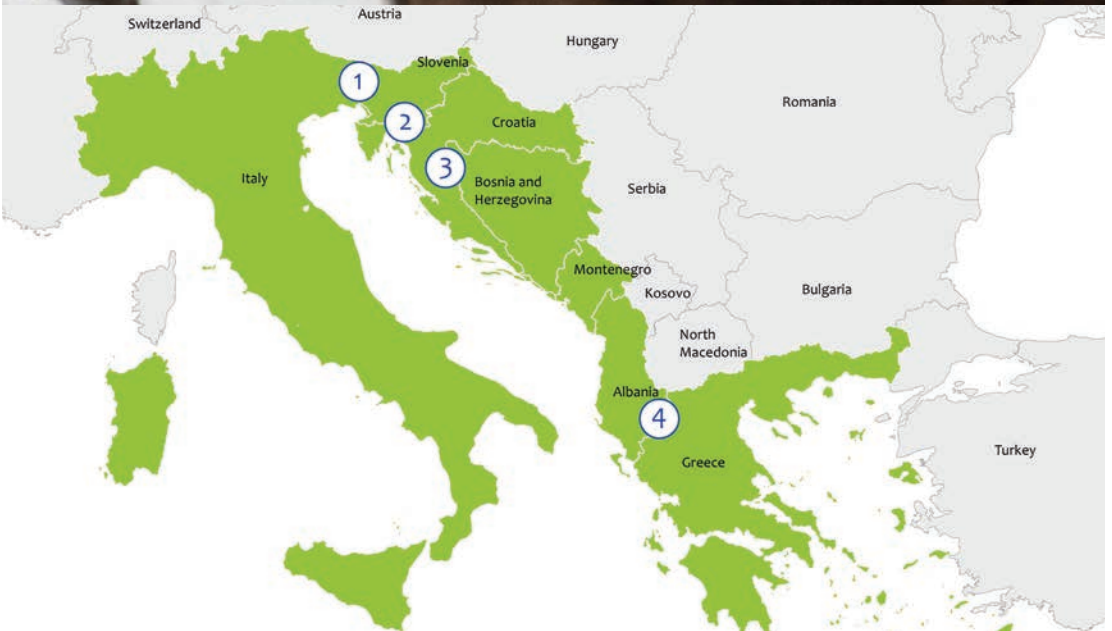 Austria
Switzerland
Hungary
Slovenia
1
Romania
2
Croatia
3
Italy
Bosnia and
Herzegovina
Serbia
Montenegro
Kosovo
Bulgaria
North
Macedonia
Albania
4
Turkey
Greece